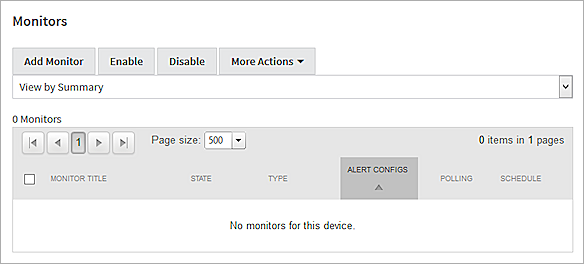 Monitors
Add Monitor Enable Disable More Actions
View by Summary
0 Monitors
1 Page size: 500 0 items in 1 pages
MONITOR TITLE STATE TYPE ALERT CONFIGS POLLING SCHEDULE
No monitors for this device.